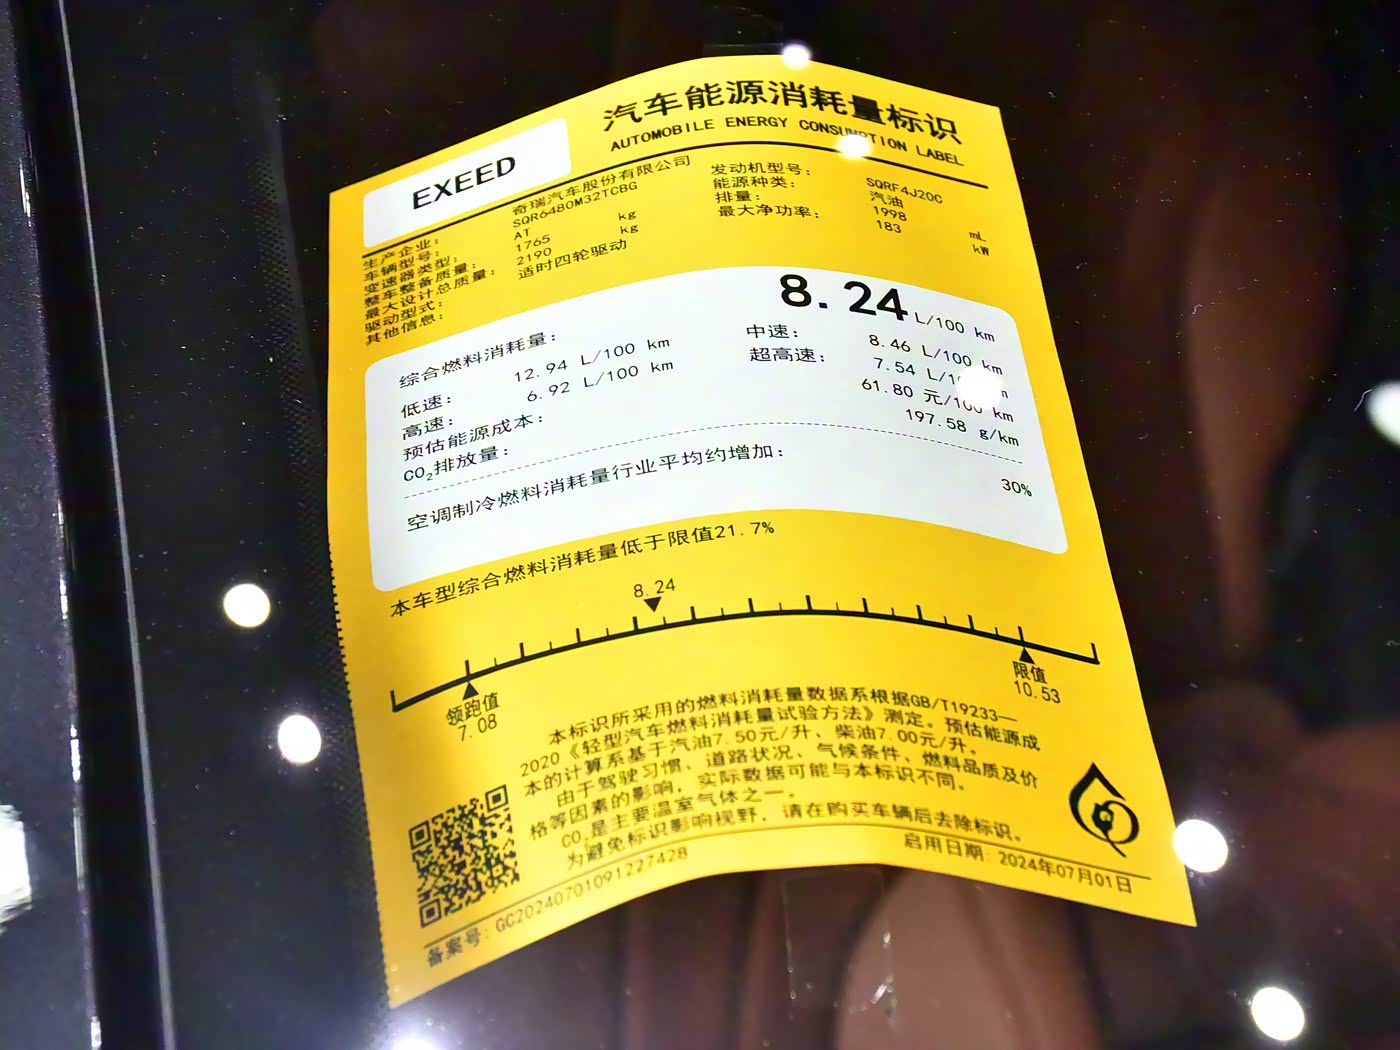 汽车能源消耗量标识
AUTOMOBILE ENERGY CONSUMPTION LABEL
EXEED
生产企业: 奇瑞汽车股份有限公司
车辆型号: SQR6480M32TCBG
变速器类型: AT
整车整备质量: 1765 kg
最大设计总质量: 2190 kg
驱动型式: 适时四轮驱动
其他信息:
发动机型号: SQRF4J20C
能源种类: 汽油
排量: 1998 mL
最大净功率: 183 kW
综合燃料消耗量: 8.24 L/100 km
低速: 12.94 L/100 km 中速: 8.46 L/100 km
高速: 6.92 L/100 km 超高速: 7.54 L/100 km
预估能源成本: 61.80 元/100 km
CO₂排放量: 197.58 g/km
空调制冷燃料消耗量行业平均约增加: 30%
本车型综合燃料消耗量低于限值21.7%
8.24
领跑值
7.08
限值
10.53
本标识所采用的燃料消耗量数据系根据GB/T19233—
2020《轻型汽车燃料消耗量试验方法》测定。预估能源成
本的计算系基于汽油7.50元/升、柴油7.00元/升。
由于驾驶习惯、道路状况、气候条件、燃料品质及价
格等因素的影响，实际数据可能与本标识不同。
CO₂是主要温室气体之一。
为避免标识影响视野，请在购买车辆后去除标识。
备案号: GC20240701091227428
启用日期: 2024年07月01日